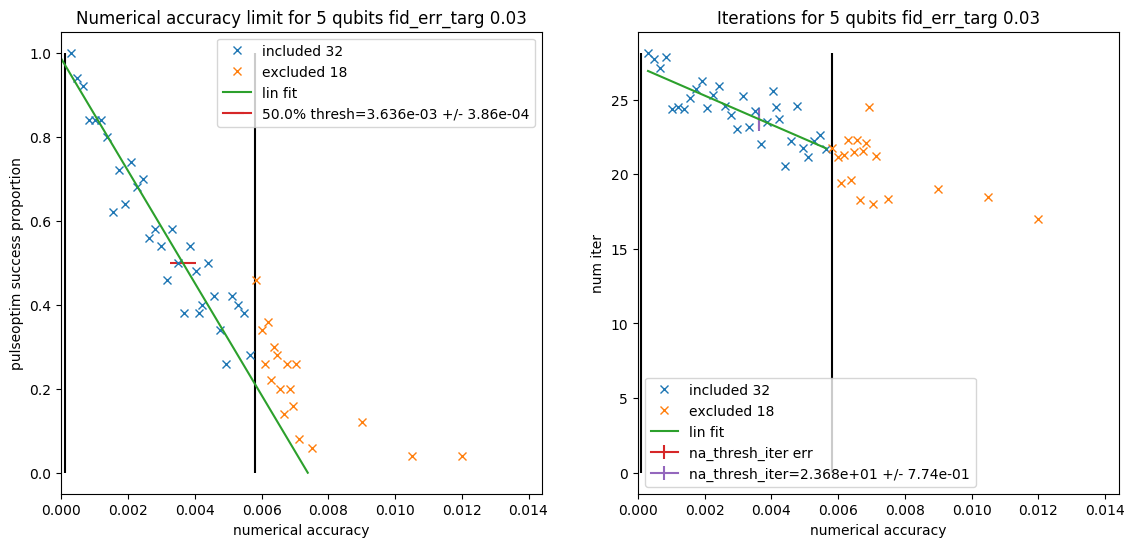 Numerical accuracy limit for 5 qubits fid_err_targ 0.03
included 32
excluded 18
lin fit
50.0% thresh=3.636e-03 +/- 3.86e-04
pulseoptim success proportion
1.0
0.8
0.6
0.4
0.2
0.0
0.000 0.002 0.004 0.006 0.008 0.010 0.012 0.014
numerical accuracy
Iterations for 5 qubits fid_err_targ 0.03
num iter
25
20
15
10
5
0
included 32
excluded 18
lin fit
na_thresh_iter err
na_thresh_iter=2.368e+01 +/- 7.74e-01
0.000 0.002 0.004 0.006 0.008 0.010 0.012 0.014
numerical accuracy